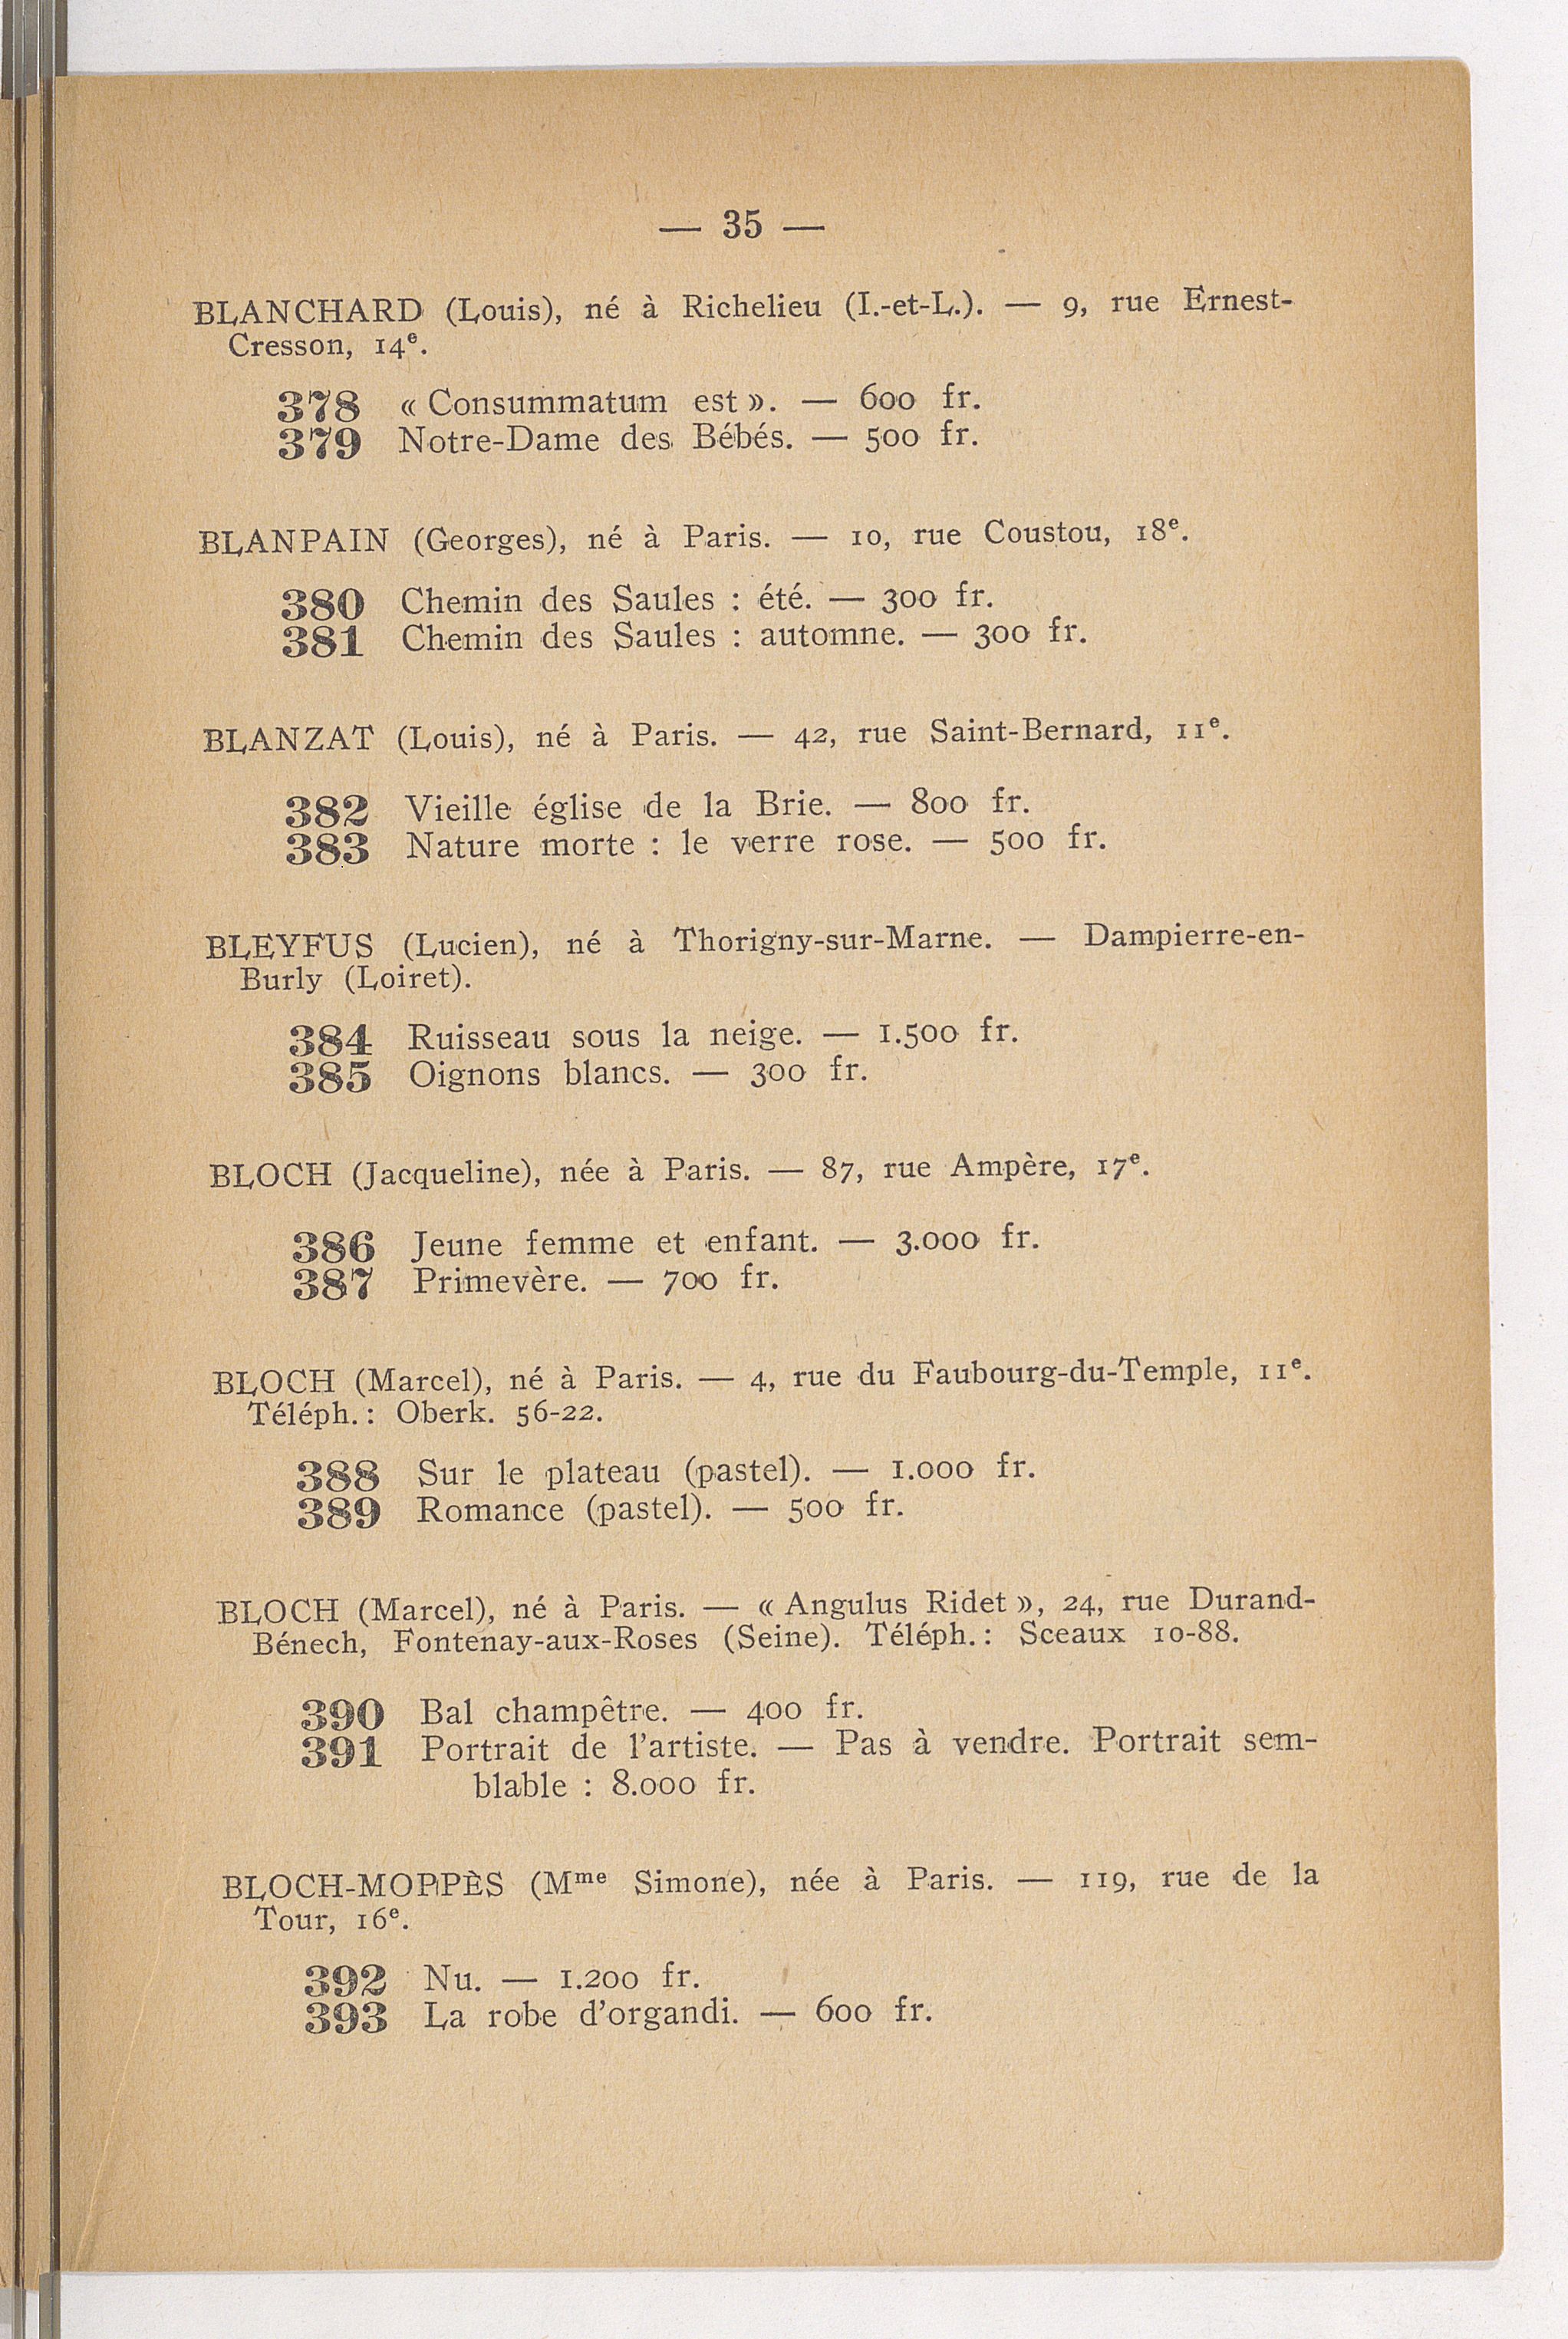 — 35 —
BLANCHARD (Louis), né à Richelieu (I.-et-L.). — 9, rue Ernest-
Cresson, 14e.
378 « Consummatum est ». — 600 fr.
379 Notre-Dame des Bébés. — 500 fr.
BLANPAIN (Georges), né à Paris. — 10, rue Coustou, 18e.
380 Chemin des Saules : été. — 300 fr.
381 Chemin des Saules : automne. — 300 fr.
BLANZAT (Louis), né à Paris. — 42, rue Saint-Bernard, 11e.
382 Vieille église de la Brie. — 800 fr.
383 Nature morte : le verre rose. — 500 fr.
BLEYFUS (Lucien), né à Thorigny-sur-Marne. — Dampierre-en-
Burly (Loiret).
384 Ruisseau sous la neige. — 1.500 fr.
385 Oignons blancs. — 300 fr.
BLOCH (Jacqueline), née à Paris. — 87, rue Ampère, 17e.
386 Jeune femme et enfant. — 3.000 fr.
387 Primevère. — 700 fr.
BLOCH (Marcel), né à Paris. — 4, rue du Faubourg-du-Temple, 11e.
Téléph. : Oberk. 56-22.
388 Sur le plateau (pastel). — 1.000 fr.
389 Romance (pastel). — 500 fr.
BLOCH (Marcel), né à Paris. — « Angulus Ridet », 24, rue Durand-
Bénech, Fontenay-aux-Roses (Seine). Téléph. : Sceaux 10-88.
390 Bal champêtre. — 400 fr.
391 Portrait de l'artiste. — Pas à vendre. Portrait sem-
blable : 8.000 fr.
BLOCH-MOPPÈS (Mme Simone), née à Paris. — 119, rue de la
Tour, 16e.
392 Nu. — 1.200 fr.
393 La robe d'organdi. — 600 fr.